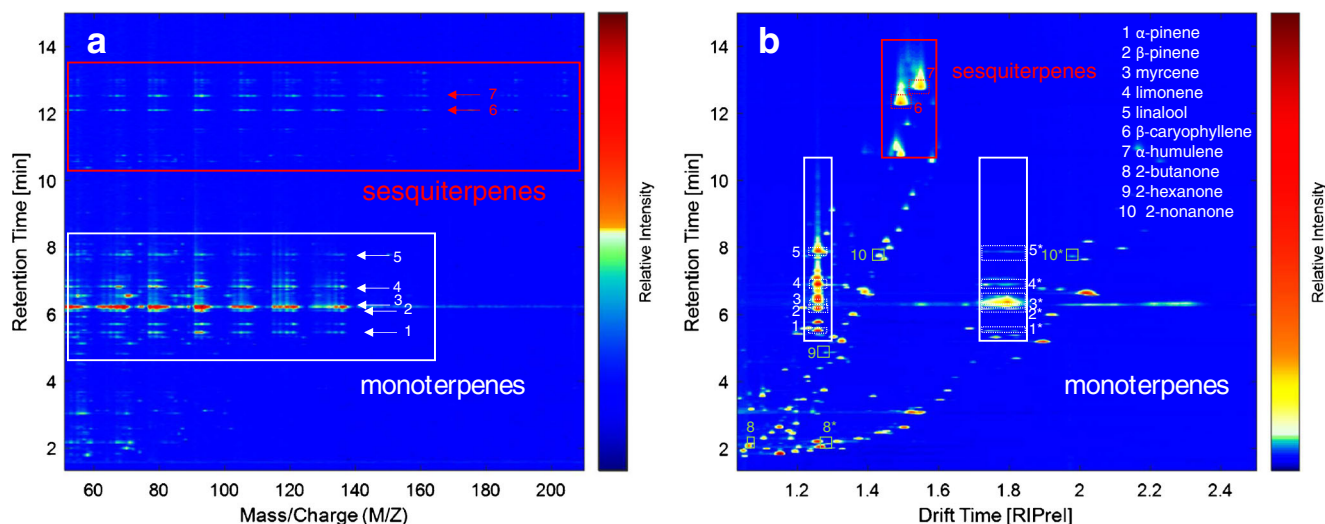 a
14
12
10
8
6
4
2
Retention Time [min]
7
6
sesquiterpenes
5
4
3
2
1
monoterpenes
60
80
100
120
140
160
180
200
Mass/Charge (M/Z)
Relative Intensity
b
14
12
10
8
6
4
2
Retention Time [min]
7
6
sesquiterpenes
1 α-pinene
2 β-pinene
3 myrcene
4 limonene
5 linalool
6 β-caryophyllene
7 α-humulene
8 2-butanone
9 2-hexanone
10 2-nonanone
5
4
3
2
1
10
9
8
8*
5*
4*
3*
2*
1*
10*
monoterpenes
1.2
1.4
1.6
1.8
2
2.2
2.4
Drift Time [RIPrel]
Relative Intensity